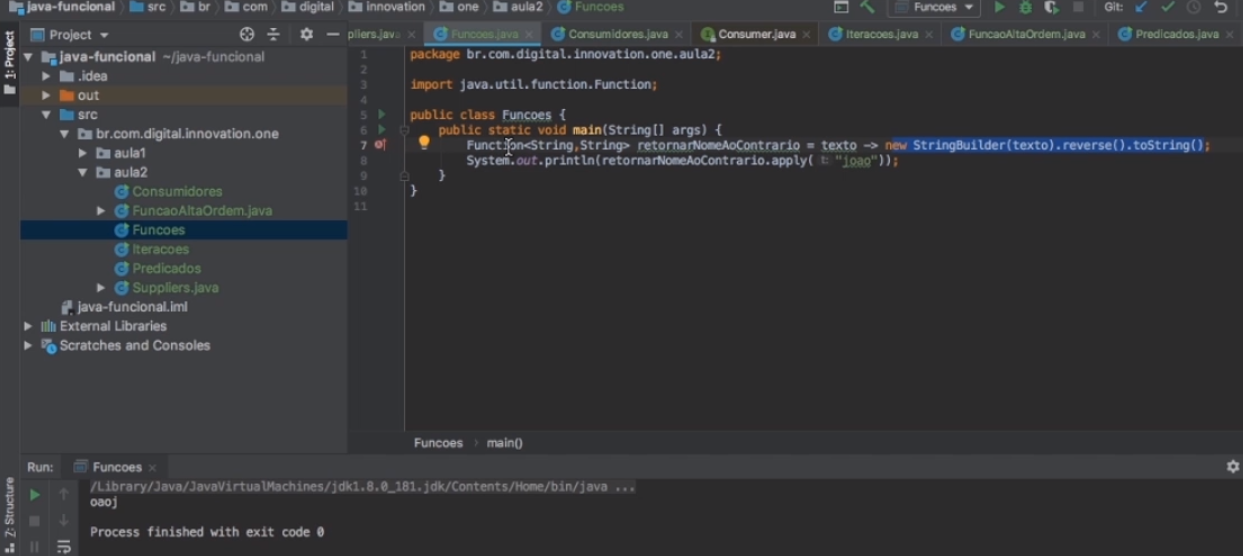 java-funcional src br com digital innovation one aula2 Funcoes Funcoes Git:
1: Project Project pliers.java Funcoes.java Consumidores.java Consumer.java Iteracoes.java FuncaoAltaOrdem.java Predicados.java
java-funcional ~/java-funcional
.idea
out
src
br.com.digital.innovation.one
aula1
aula2
Consumidores
FuncaoAltaOrdem.java
Funcoes
Iteracoes
Predicados
Suppliers.java
java-funcional.iml
External Libraries
Scratches and Consoles
1 package br.com.digital.innovation.one.aula2;
2
3 import java.util.function.Function;
4
5 public class Funcoes {
6 public static void main(String[] args) {
7 Function<String,String> retornarNomeAoContrario = texto -> new StringBuilder(texto).reverse().toString();
8 System.out.println(retornarNomeAoContrario.apply( t: "joao"));
9 }
10 }
11
Funcoes main()
Run: Funcoes
/Library/Java/JavaVirtualMachines/jdk1.8.0_181.jdk/Contents/Home/bin/java ...
oaoj
Process finished with exit code 0
Z: Structure